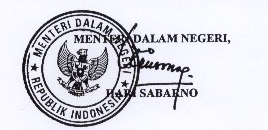 MENTERI DALAM NEGERI,
MENTERI DALAM NEGERI
REPUBLIK INDONESIA
HARI SABARNO